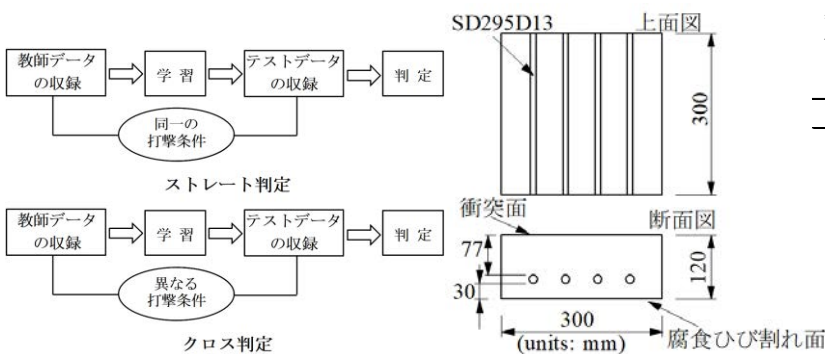 教師データ
の収録
学 習
テストデータ
の収録
判 定
同一の
打撃条件
ストレート判定
教師データ
の収録
学 習
テストデータ
の収録
判 定
異なる
打撃条件
クロス判定
SD295D13
上面図
300
衝突面
断面図
77
30
120
300
(units: mm)
腐食ひび割れ面